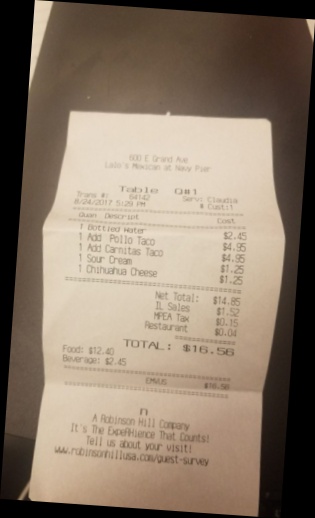 600 E Grand Ave
Lalo's Mexican at Navy Pier
Table Q#1
Trans #: 64142 Serv: Claudia
8/24/2017 5:29 PM # Cust:1
Quan Descript Cost
1 Bottled Water $2.45
1 Add Pollo Taco $4.95
1 Add Carnitas Taco $4.95
1 Sour Cream $1.25
1 Chihuahua Cheese $1.25
Net Total: $14.85
IL Sales $1.52
MPEA Tax $0.15
Restaurant $0.04
TOTAL: $16.56
Food: $12.40
Beverage: $2.45
$16.56
n
A Robinson Hill Company
It's The ExpeRHience That Counts!
Tell us about your visit!
www.robinsonhillusa.com/guest-survey